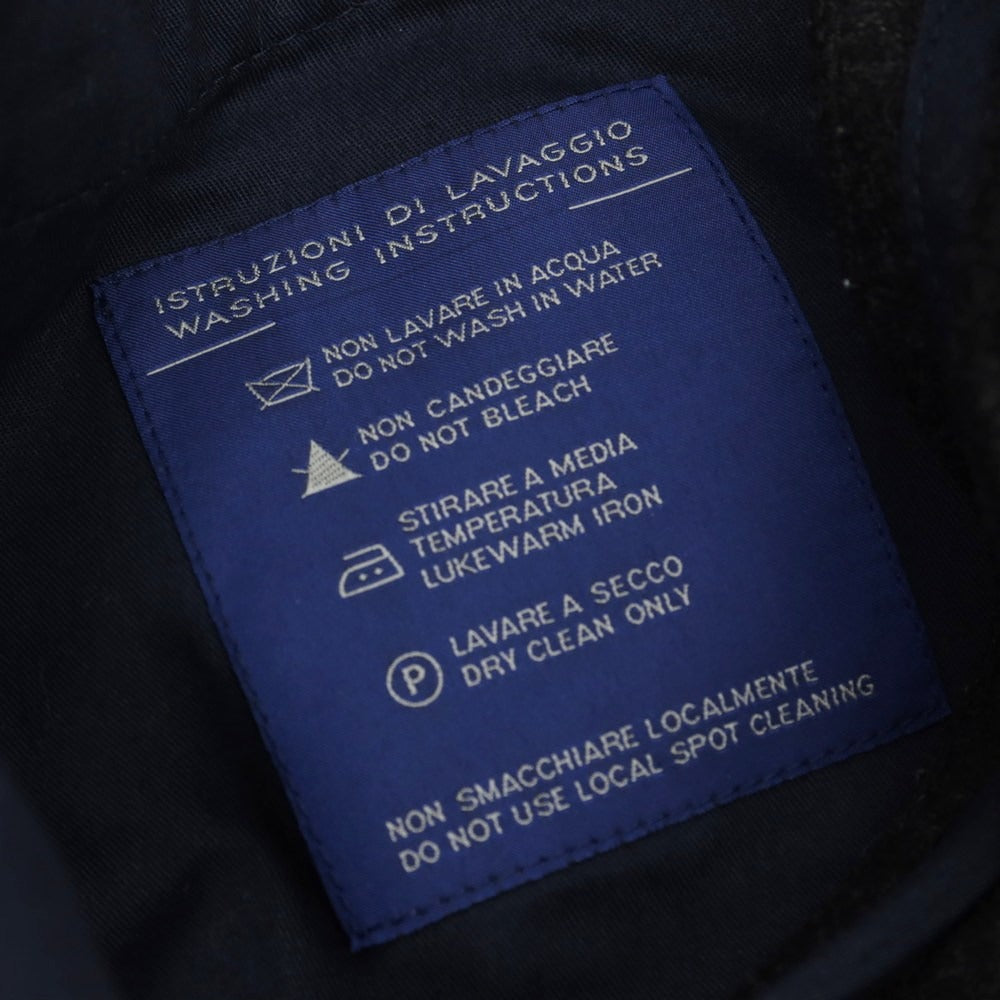 ISTRUZIONI DI LAVAGGIO
WASHING INSTRUCTIONS
NON LAVARE IN ACQUA
DO NOT WASH IN WATER
NON CANDEGGIARE
DO NOT BLEACH
STIRARE A MEDIA
TEMPERATURA
LUKEWARM IRON
P
LAVARE A SECCO
DRY CLEAN ONLY
NON SMACCHIARE LOCALMENTE
DO NOT USE LOCAL SPOT CLEANING